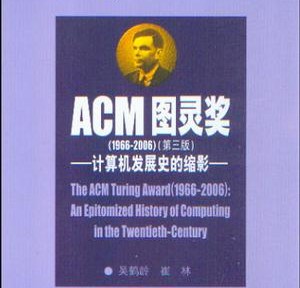 ACM 图灵奖
(1966-2006)(第三版)
—计算机发展史的缩影—
The ACM Turing Award(1966-2006):
An Epitomized History of Computing
in the Twentieth-Century
● 吴鹤龄 崔 林